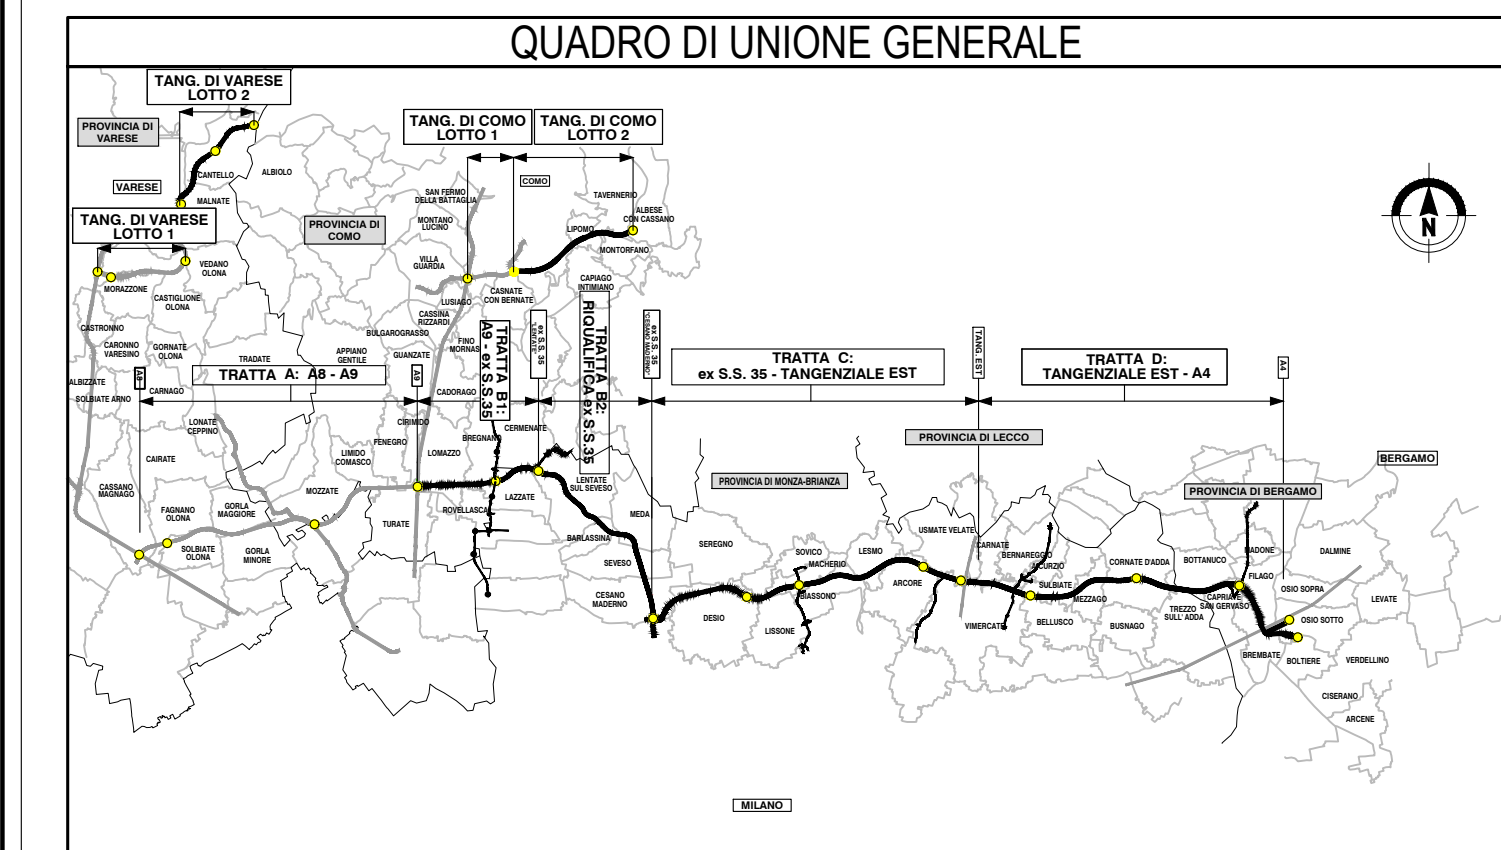 QUADRO DI UNIONE GENERALE
TANG. DI VARESE
LOTTO 2
PROVINCIA DI
VARESE
VARESE
CANTELLO
ALBIOLO
MALNATE
TANG. DI VARESE
LOTTO 1
PROVINCIA DI
COMO
TANG. DI COMO
LOTTO 1
TANG. DI COMO
LOTTO 2
COMO
SAN FERMO
DELLA BATTAGLIA
MONTANO
LUCINO
TAVERNERIO
ALBESE
CON CASSANO
LIPOMO
MONTORFANO
N
VEDANO
OLONA
MORAZZONE
CASTIGLIONE
OLONA
VILLA
GUARDIA
LUSIAGO
CASNATE
CON BERNATE
CAPIAGO
INTIMIANO
CASSINA
RIZZARDI
CASTRONNO
BULGAROGRASSO
CARONNO
VARESINO
GORNATE
OLONA
TRADATE
APPIANO
GENTILE
GUANZATE
FINO
MORNAS
TRATTA B1:
A9 - ex S.S.35
ex S.S. 35
"LENTATE"
TRATTA B2:
RIQUALIFICA ex S.S.35
ex S.S. 35
"CESANO MADERNO"
TRATTA C:
ex S.S. 35 - TANGENZIALE EST
TANG. EST
TRATTA D:
TANGENZIALE EST - A4
A4
ALBIZZATE
A8
CARNAGO
TRATTA A: A8 - A9
A9
CADORAGO
SOLBIATE ARNO
LONATE
CEPPINO
CIRIMIDO
FENEGRO
BREGNANO
CERMENATE
PROVINCIA DI LECCO
CAIRATE
LIMIDO
COMASCO
LOMAZZO
BERGAMO
CASSANO
MAGNAGO
MOZZATE
LAZZATE
LENTATE
SUL SEVESO
PROVINCIA DI MONZA-BRIANZA
PROVINCIA DI BERGAMO
FAGNANO
OLONA
GORLA
MAGGIORE
TURATE
ROVELLASCA
MEDA
BARLASSINA
SEREGNO
USMATE VELATE
SOLBIATE
OLONA
GORLA
MINORE
SEVESO
SOVICO
MACHERIO
LESMO
CARNATE
BERNAREGGIO
AICURZIO
CORNATE D'ADDA
BOTTANUCO
MADONE
DALMINE
CESANO
MADERNO
BIASSONO
ARCORE
SULBIATE
MEZZAGO
FILAGO
CAPRIATE
SAN GERVASO
OSIO SOPRA
LEVATE
DESIO
LISSONE
VIMERCATE
BELLUSCO
BUSNAGO
TREZZO
SULL' ADDA
OSIO SOTTO
BREMBATE
BOLTIERE
VERDELLINO
CISERANO
ARCENE
MILANO